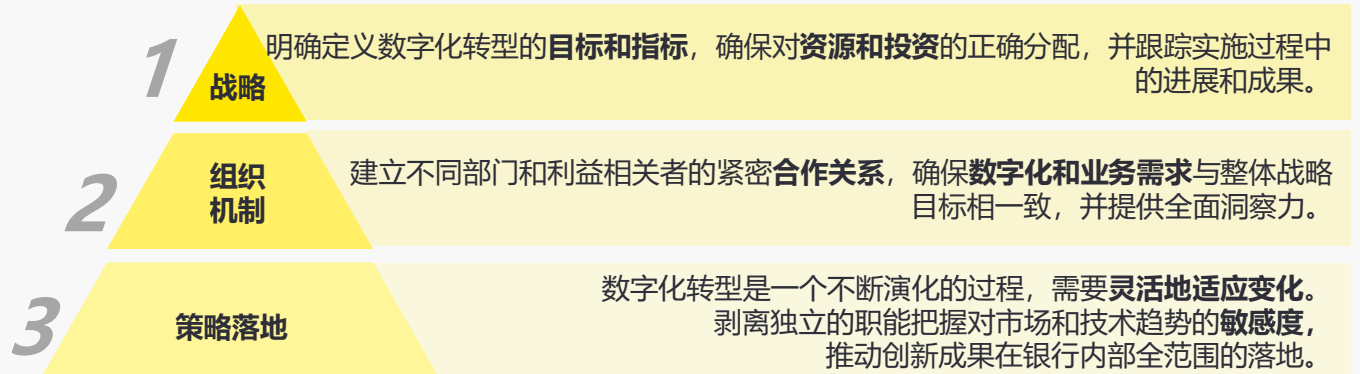 1
战略
明确定义数字化转型的目标和指标，确保对资源和投资的正确分配，并跟踪实施过程中
的进展和成果。
2
组织
机制
建立不同部门和利益相关者的紧密合作关系，确保数字化和业务需求与整体战略
目标相一致，并提供全面洞察力。
3
策略落地
数字化转型是一个不断演化的过程，需要灵活地适应变化。
剥离独立的职能把握对市场和技术趋势的敏感度，
推动创新成果在银行内部全范围的落地。